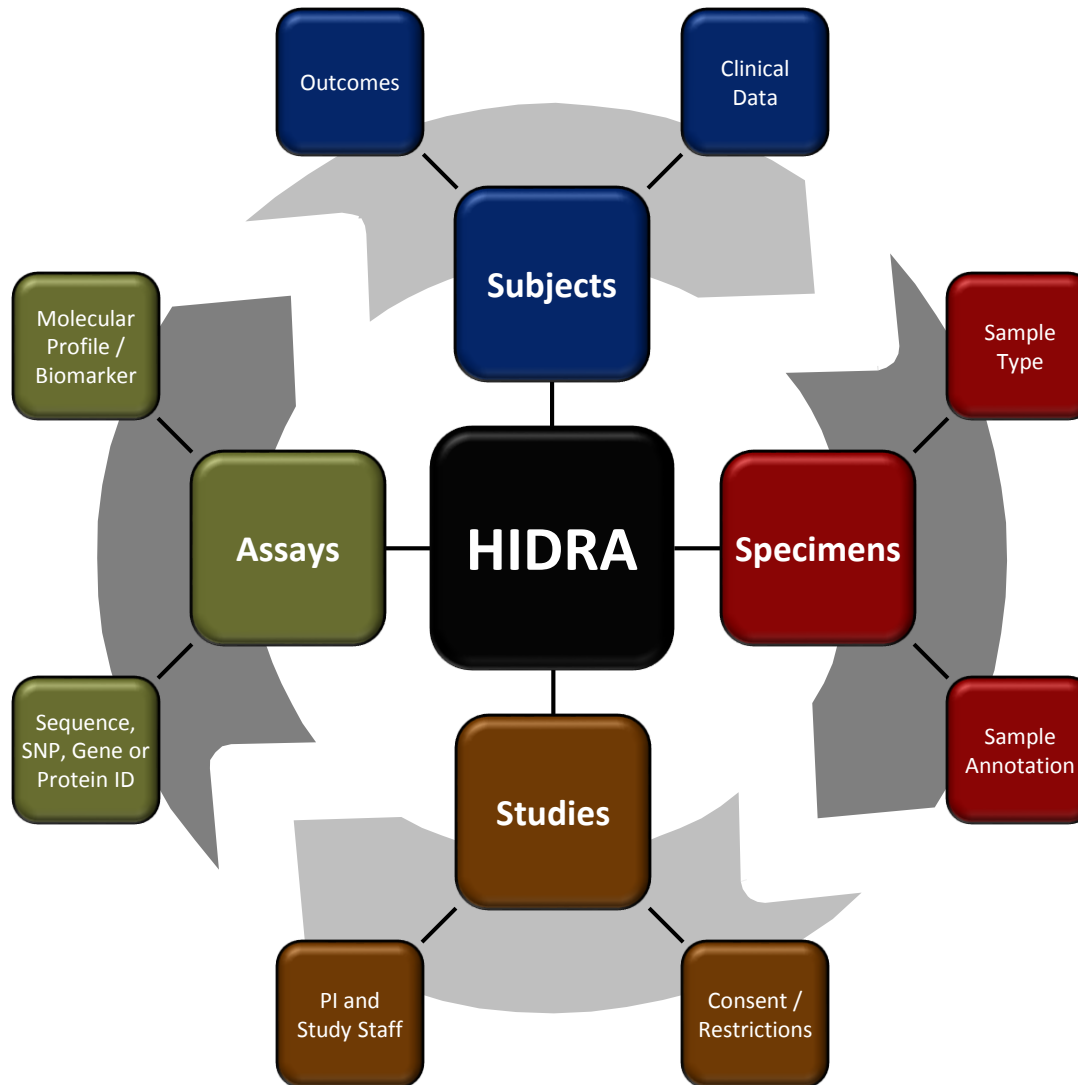 Outcomes
Clinical
Data
Subjects
Molecular
Profile /
Biomarker
Sample
Type
Assays
HIDRA
Specimens
Sequence,
SNP, Gene or
Protein ID
Sample
Annotation
Studies
PI and
Study Staff
Consent /
Restrictions